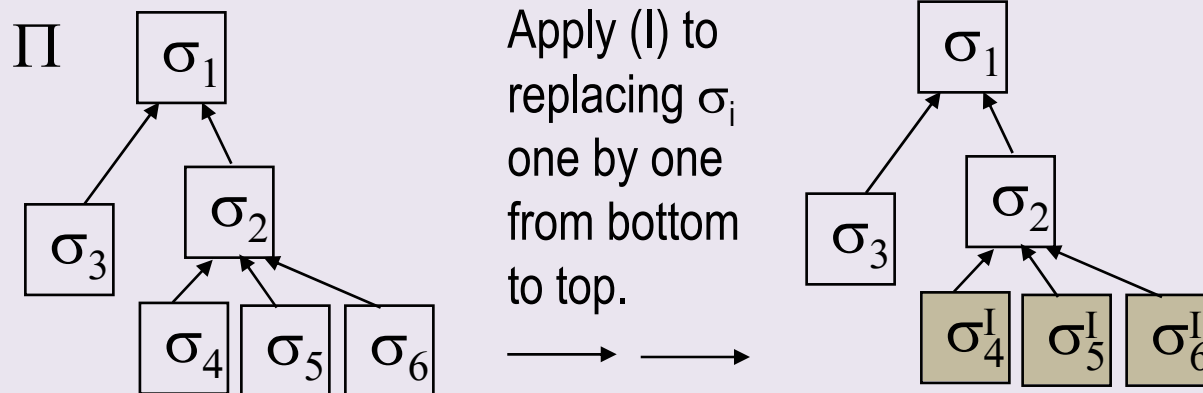 Π
σ₁
σ₃
σ₂
σ₄ σ₅ σ₆
Apply (I) to
replacing σᵢ
one by one
from bottom
to top.
σ₁
σ₃
σ₂
σ₄ᴵ σ₅ᴵ σ₆ᴵ